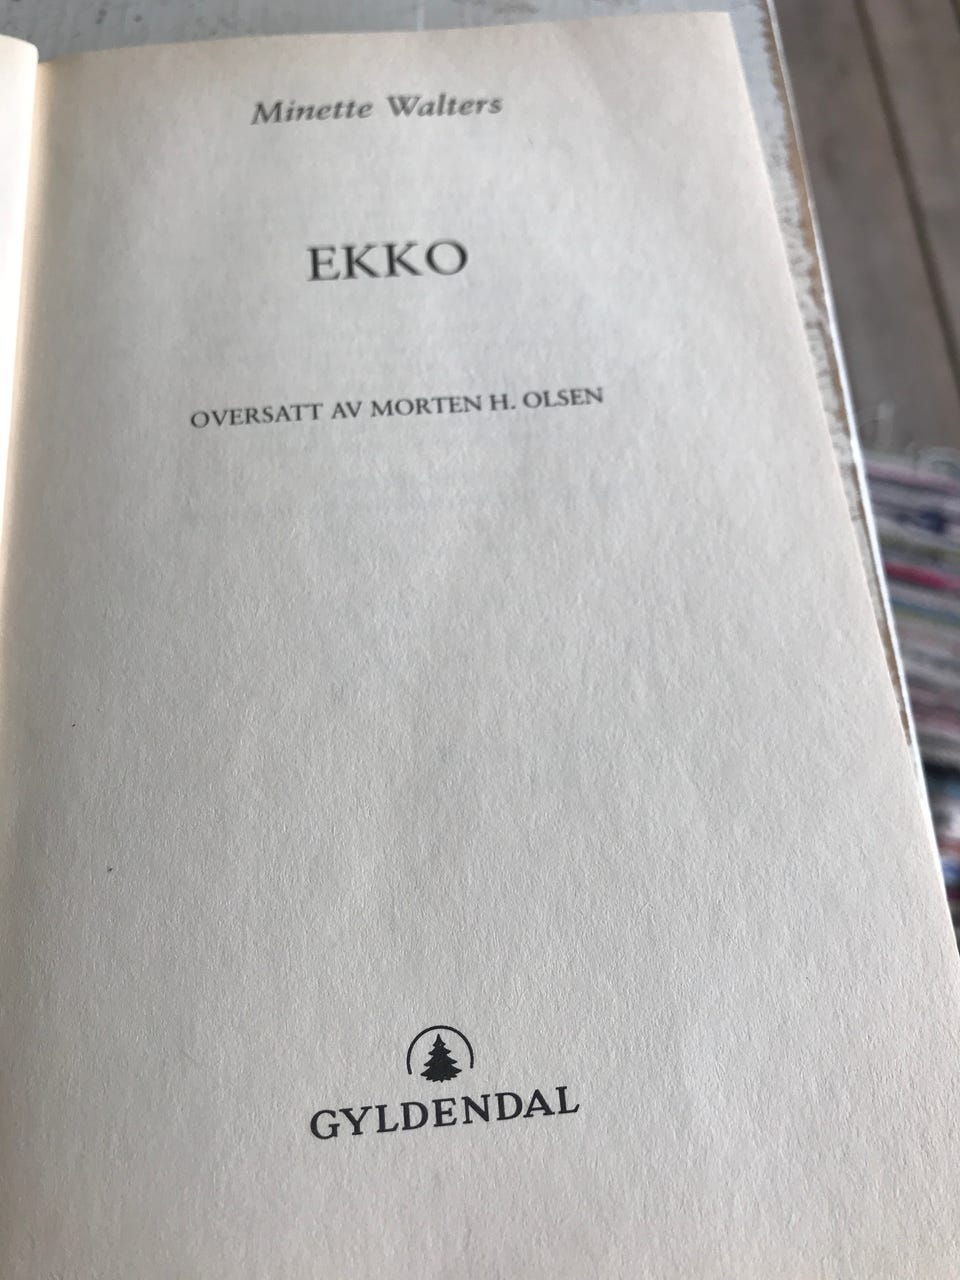 Minette Walters
EKKO
OVERSATT AV MORTEN H. OLSEN
GYLDENDAL